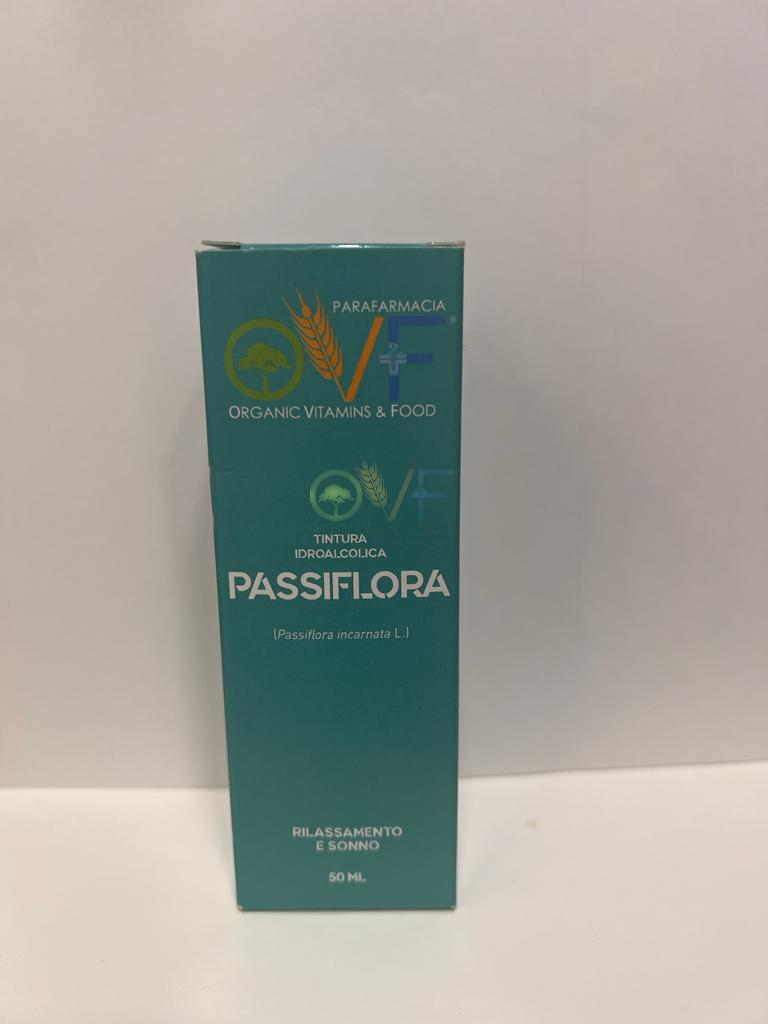 PARAFARMACIA
OVF®
ORGANIC VITAMINS & FOOD
OVF
TINTURA
IDROALCOLICA
PASSIFLORA
(Passiflora incarnata L.)
RILASSAMENTO
E SONNO
50 ML